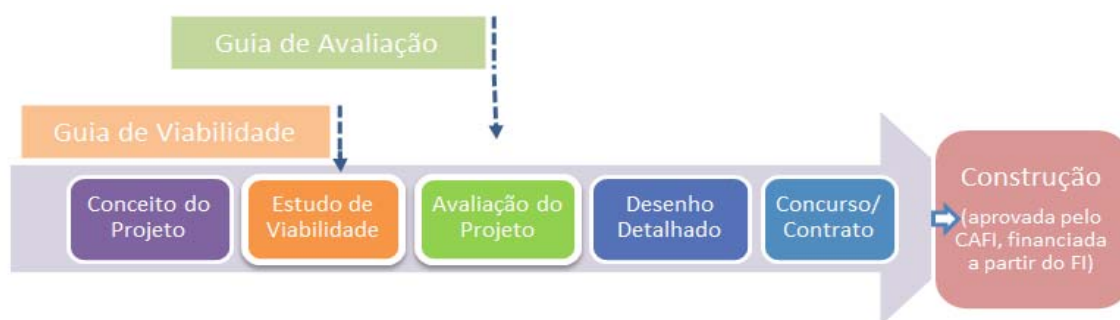 Guia de Avaliação
Guia de Viabilidade
Conceito do
Projeto
Estudo de
Viabilidade
Avaliação do
Projeto
Desenho
Detalhado
Concurso/
Contrato
Construção
(aprovada pelo
CAFI, financiada
a partir do FI)